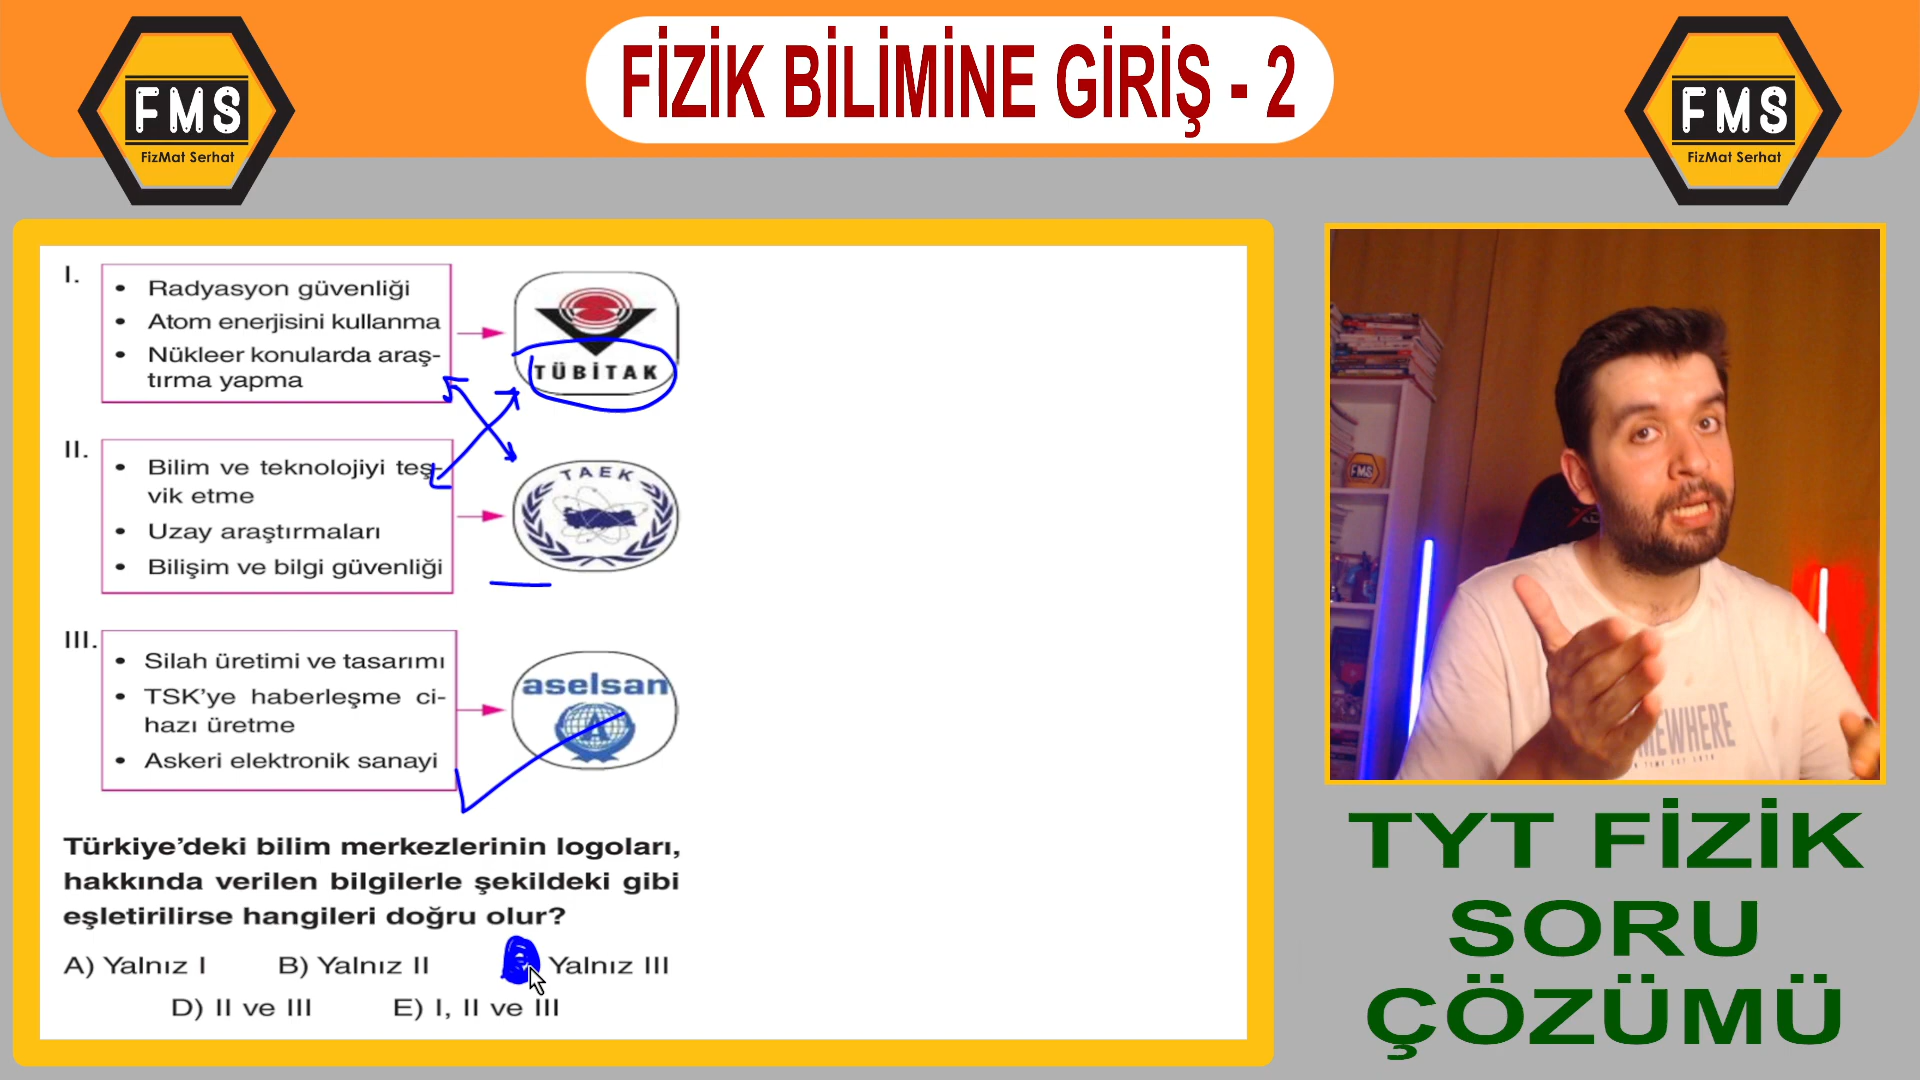 FİZİK BİLİMİNE GİRİŞ - 2
FMS
FizMat Serhat
FMS
FizMat Serhat
I.
• Radyasyon güvenliği
• Atom enerjisini kullanma
• Nükleer konularda araş-
tırma yapma
TÜBİTAK
II.
• Bilim ve teknolojiyi teş-
vik etme
• Uzay araştırmaları
• Bilişim ve bilgi güvenliği
TAEK
III.
• Silah üretimi ve tasarımı
• TSK’ye haberleşme ci-
hazı üretme
• Askeri elektronik sanayi
aselsan
A
Türkiye’deki bilim merkezlerinin logoları,
hakkında verilen bilgilerle şekildeki gibi
eşletirilirse hangileri doğru olur?
A) Yalnız I B) Yalnız II Yalnız III
D) II ve III E) I, II ve III
FMS
TYT FİZİK
SORU
ÇÖZÜMÜ